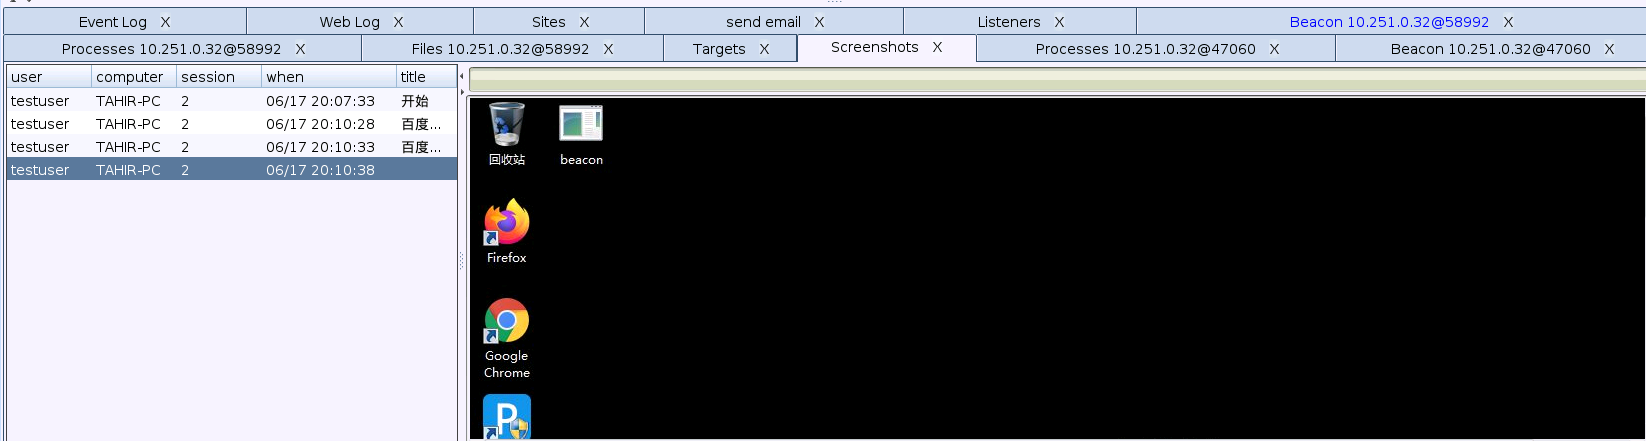 Event Log X Web Log X Sites X send email X Listeners X Beacon 10.251.0.32@58992 X
Processes 10.251.0.32@58992 X Files 10.251.0.32@58992 X Targets X Screenshots X Processes 10.251.0.32@47060 X Beacon 10.251.0.32@47060 X
user computer session when title
testuser TAHIR-PC 2 06/17 20:07:33 开始
testuser TAHIR-PC 2 06/17 20:10:28 百度...
testuser TAHIR-PC 2 06/17 20:10:33 百度...
testuser TAHIR-PC 2 06/17 20:10:38
回收站 beacon
Firefox
Google
Chrome
P